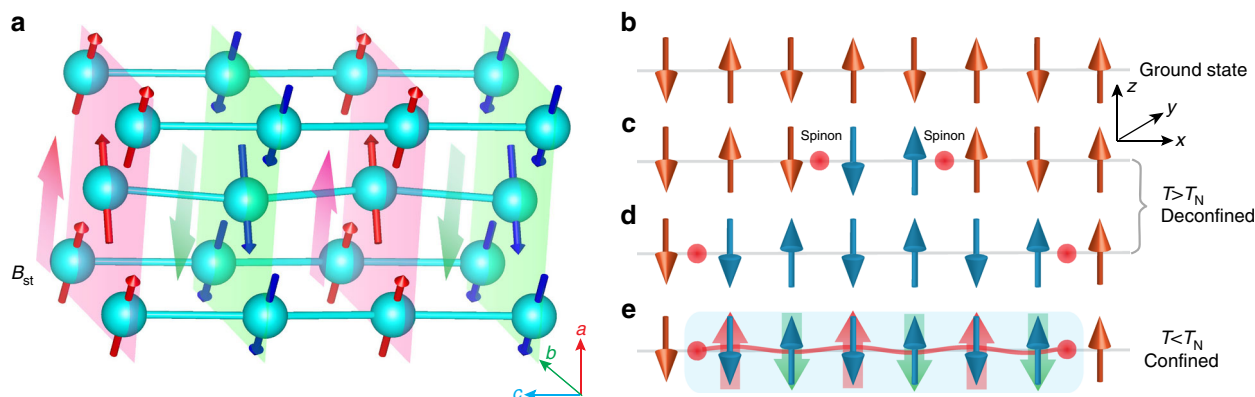 a
B_st
a
b
c
b
Ground state
z
y
x
c
Spinon
Spinon
d
T>T_N
Deconfined
e
T<T_N
Confined